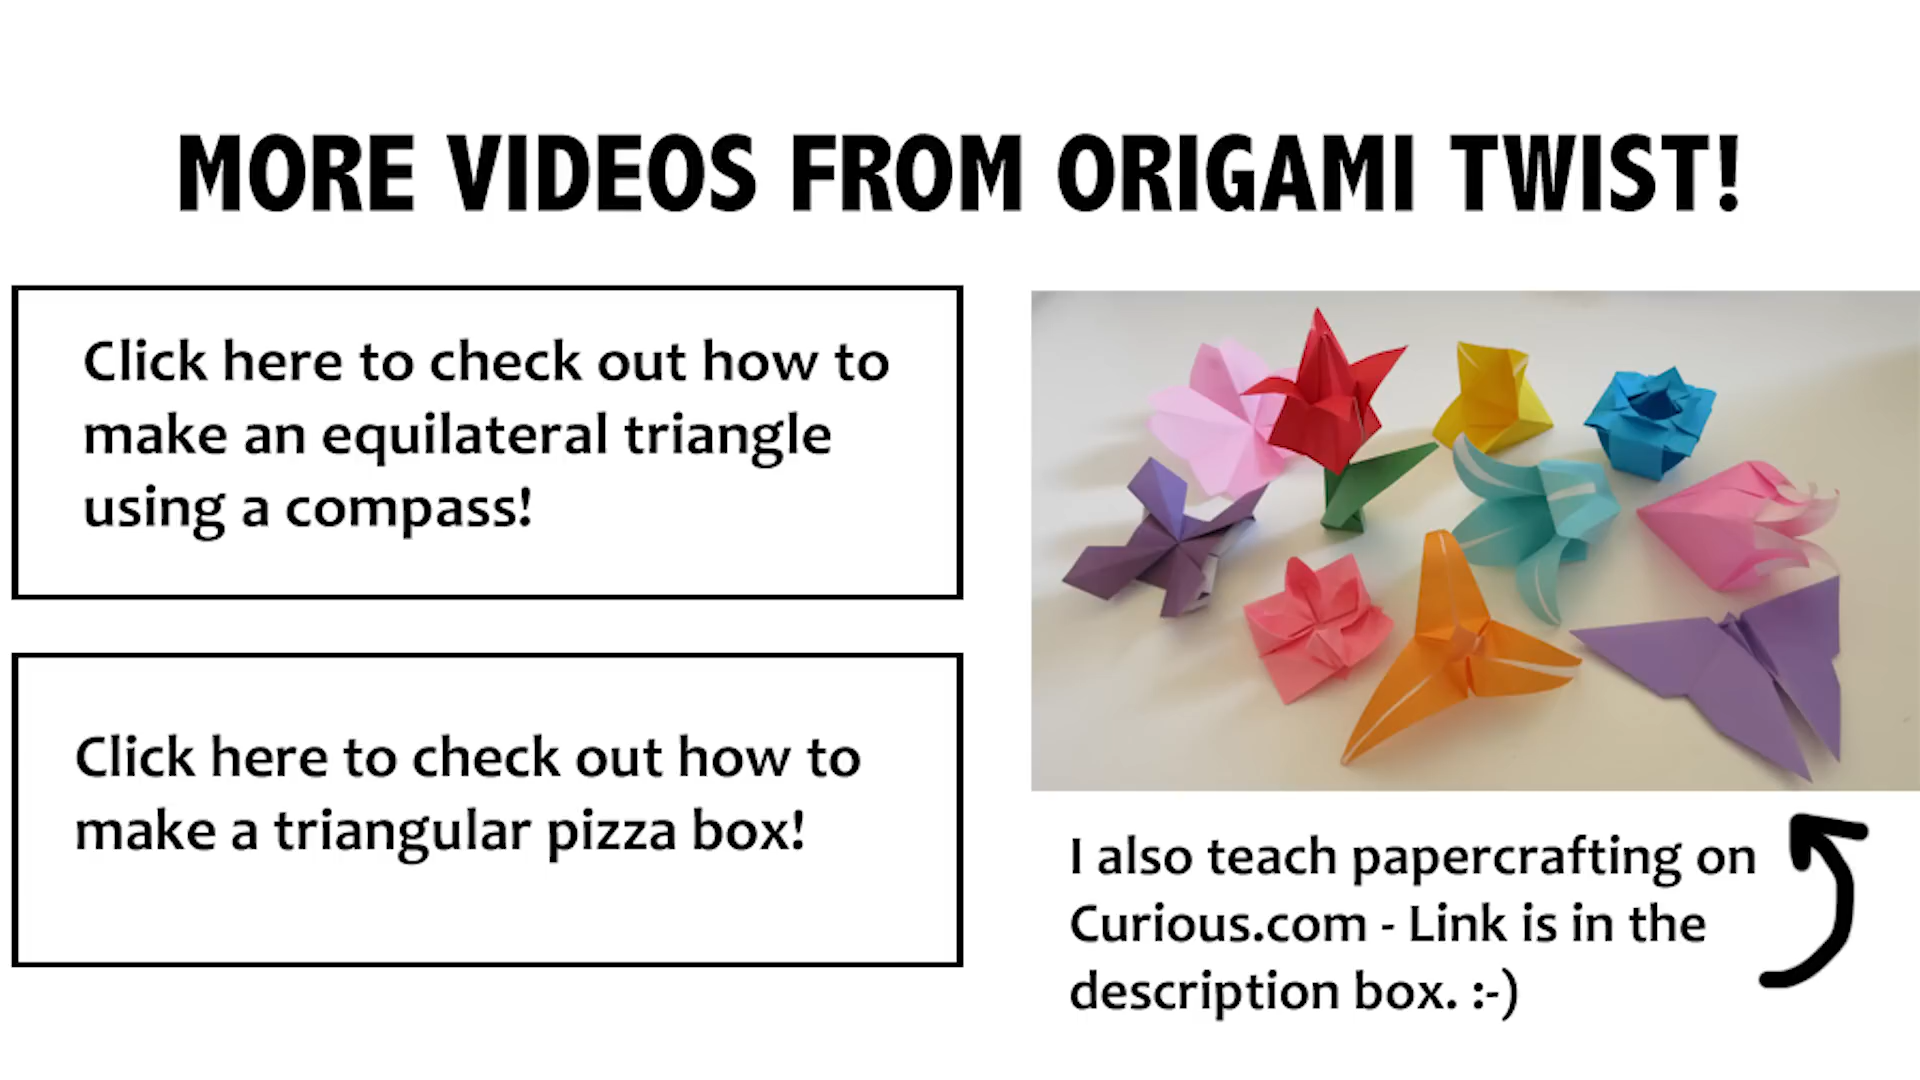 MORE VIDEOS FROM ORIGAMI TWIST!
Click here to check out how to
make an equilateral triangle
using a compass!
Click here to check out how to
make a triangular pizza box!
I also teach papercrafting on
Curious.com - Link is in the
description box. :-)